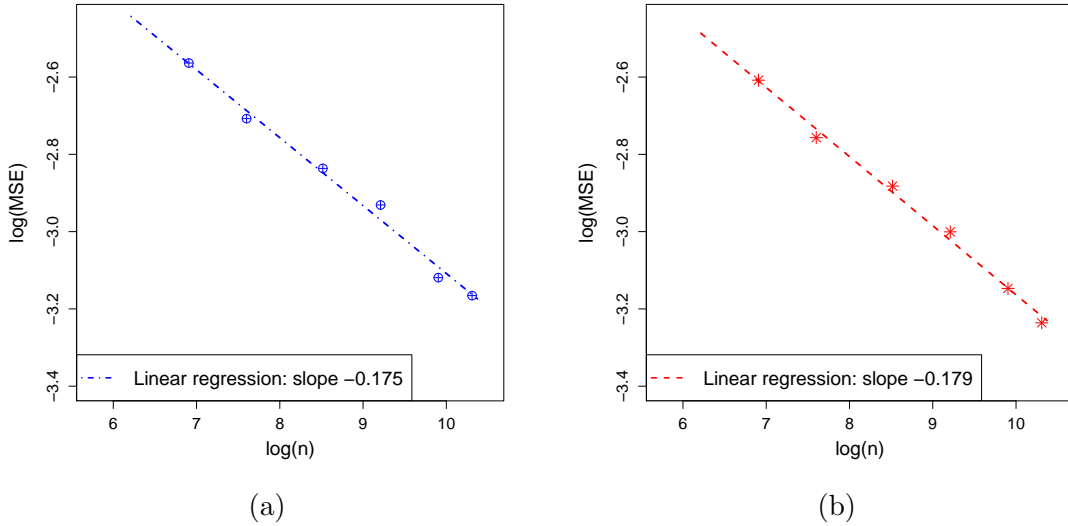 log(MSE)
−2.6
−2.8
−3.0
−3.2
−3.4
Linear regression: slope −0.175
6 7 8 9 10
log(n)
(a)
log(MSE)
−2.6
−2.8
−3.0
−3.2
−3.4
Linear regression: slope −0.179
6 7 8 9 10
log(n)
(b)